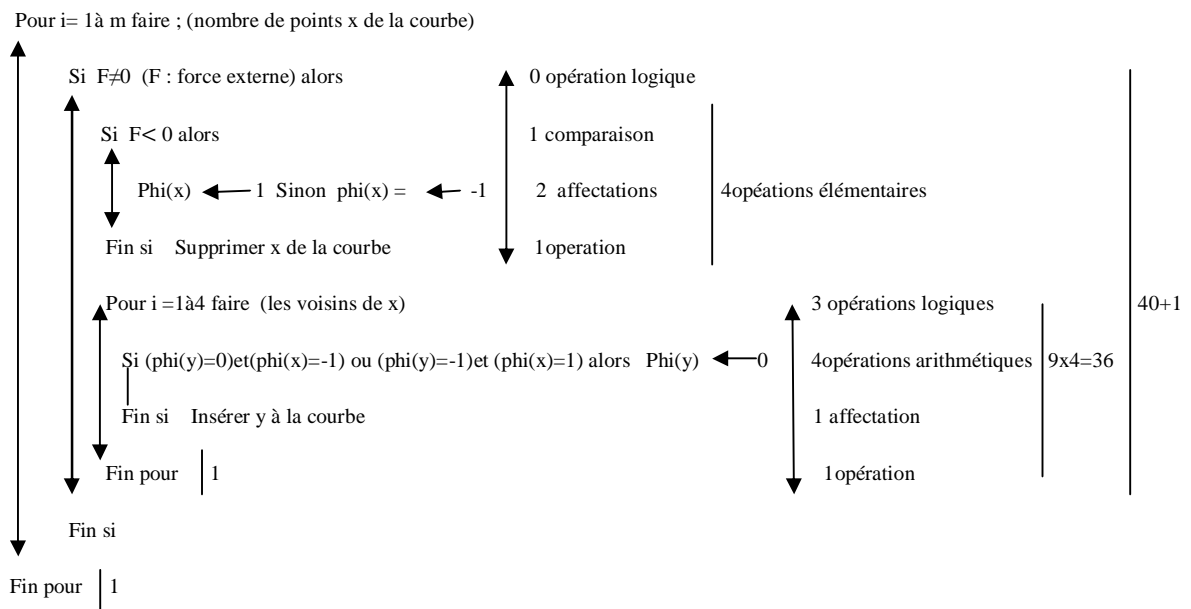 Pour i= 1à m faire ; (nombre de points x de la courbe)
Si F≠0 (F : force externe) alors 0 opération logique
Si F< 0 alors 1 comparaison
Phi(x) 1 Sinon phi(x) = -1 2 affectations 4opéations élémentaires
Fin si Supprimer x de la courbe 1operation
Pour i =1à4 faire (les voisins de x) 3 opérations logiques 40+1
Si (phi(y)=0)et(phi(x)=-1) ou (phi(y)=-1)et (phi(x)=1) alors Phi(y) 0 4opérations arithmétiques 9x4=36
Fin si Insérer y à la courbe 1 affectation
Fin pour 1 1opération
Fin si
Fin pour 1